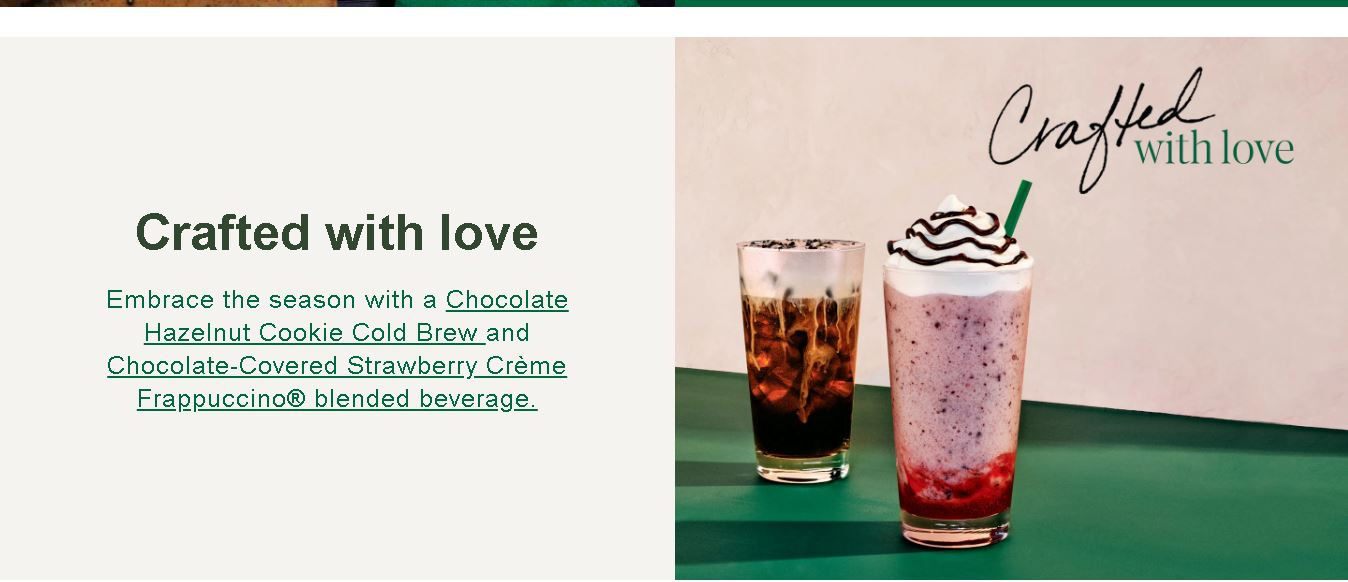 Crafted with love
Embrace the season with a Chocolate
Hazelnut Cookie Cold Brew and
Chocolate-Covered Strawberry Crème
Frappuccino® blended beverage.
Crafted
with love